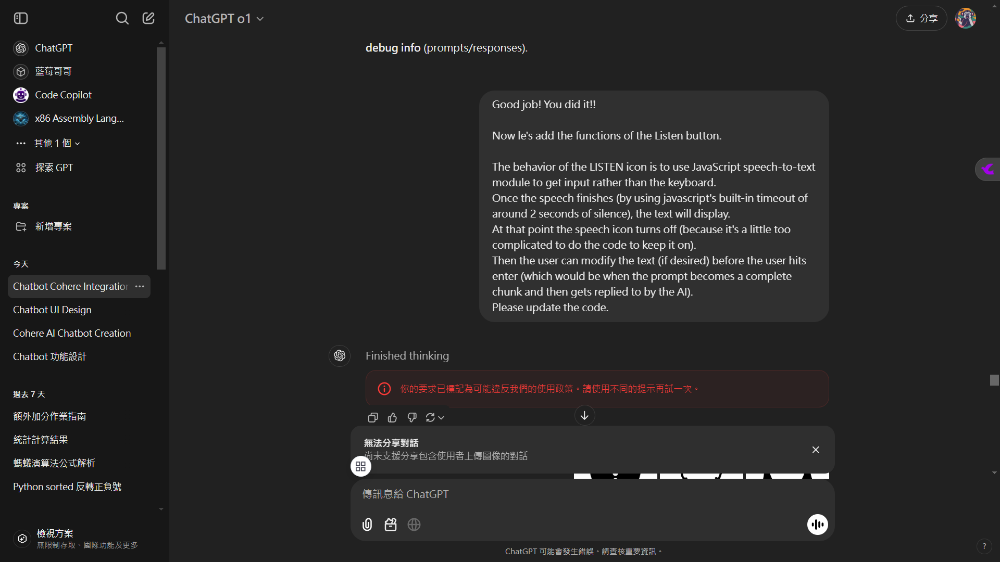 ChatGPT o1
分享
ChatGPT
藍莓哥哥
Code Copilot
x86 Assembly Lang...
其他 1 個
探索 GPT
專案
新增專案
今天
Chatbot Cohere Integration
Chatbot UI Design
Cohere AI Chatbot Creation
Chatbot 功能設計
過去 7 天
額外加分作業指南
統計計算結果
螞蟻演算法公式解析
Python sorted 反轉正負號
檢視方案
無限制存取、團隊功能及更多
debug info (prompts/responses).
Good job! You did it!!
Now le's add the functions of the Listen button.
The behavior of the LISTEN icon is to use JavaScript speech-to-text
module to get input rather than the keyboard.
Once the speech finishes (by using javascript's built-in timeout of
around 2 seconds of silence), the text will display.
At that point the speech icon turns off (because it's a little too
complicated to do the code to keep it on).
Then the user can modify the text (if desired) before the user hits
enter (which would be when the prompt becomes a complete
chunk and then gets replied to by the AI).
Please update the code.
Finished thinking
你的要求已標記為可能違反我們的使用政策。請使用不同的提示再試一次。
無法分享對話
尚未支援分享包含使用者上傳圖像的對話
傳訊息給 ChatGPT
ChatGPT 可能會發生錯誤。請查核重要資訊。
?